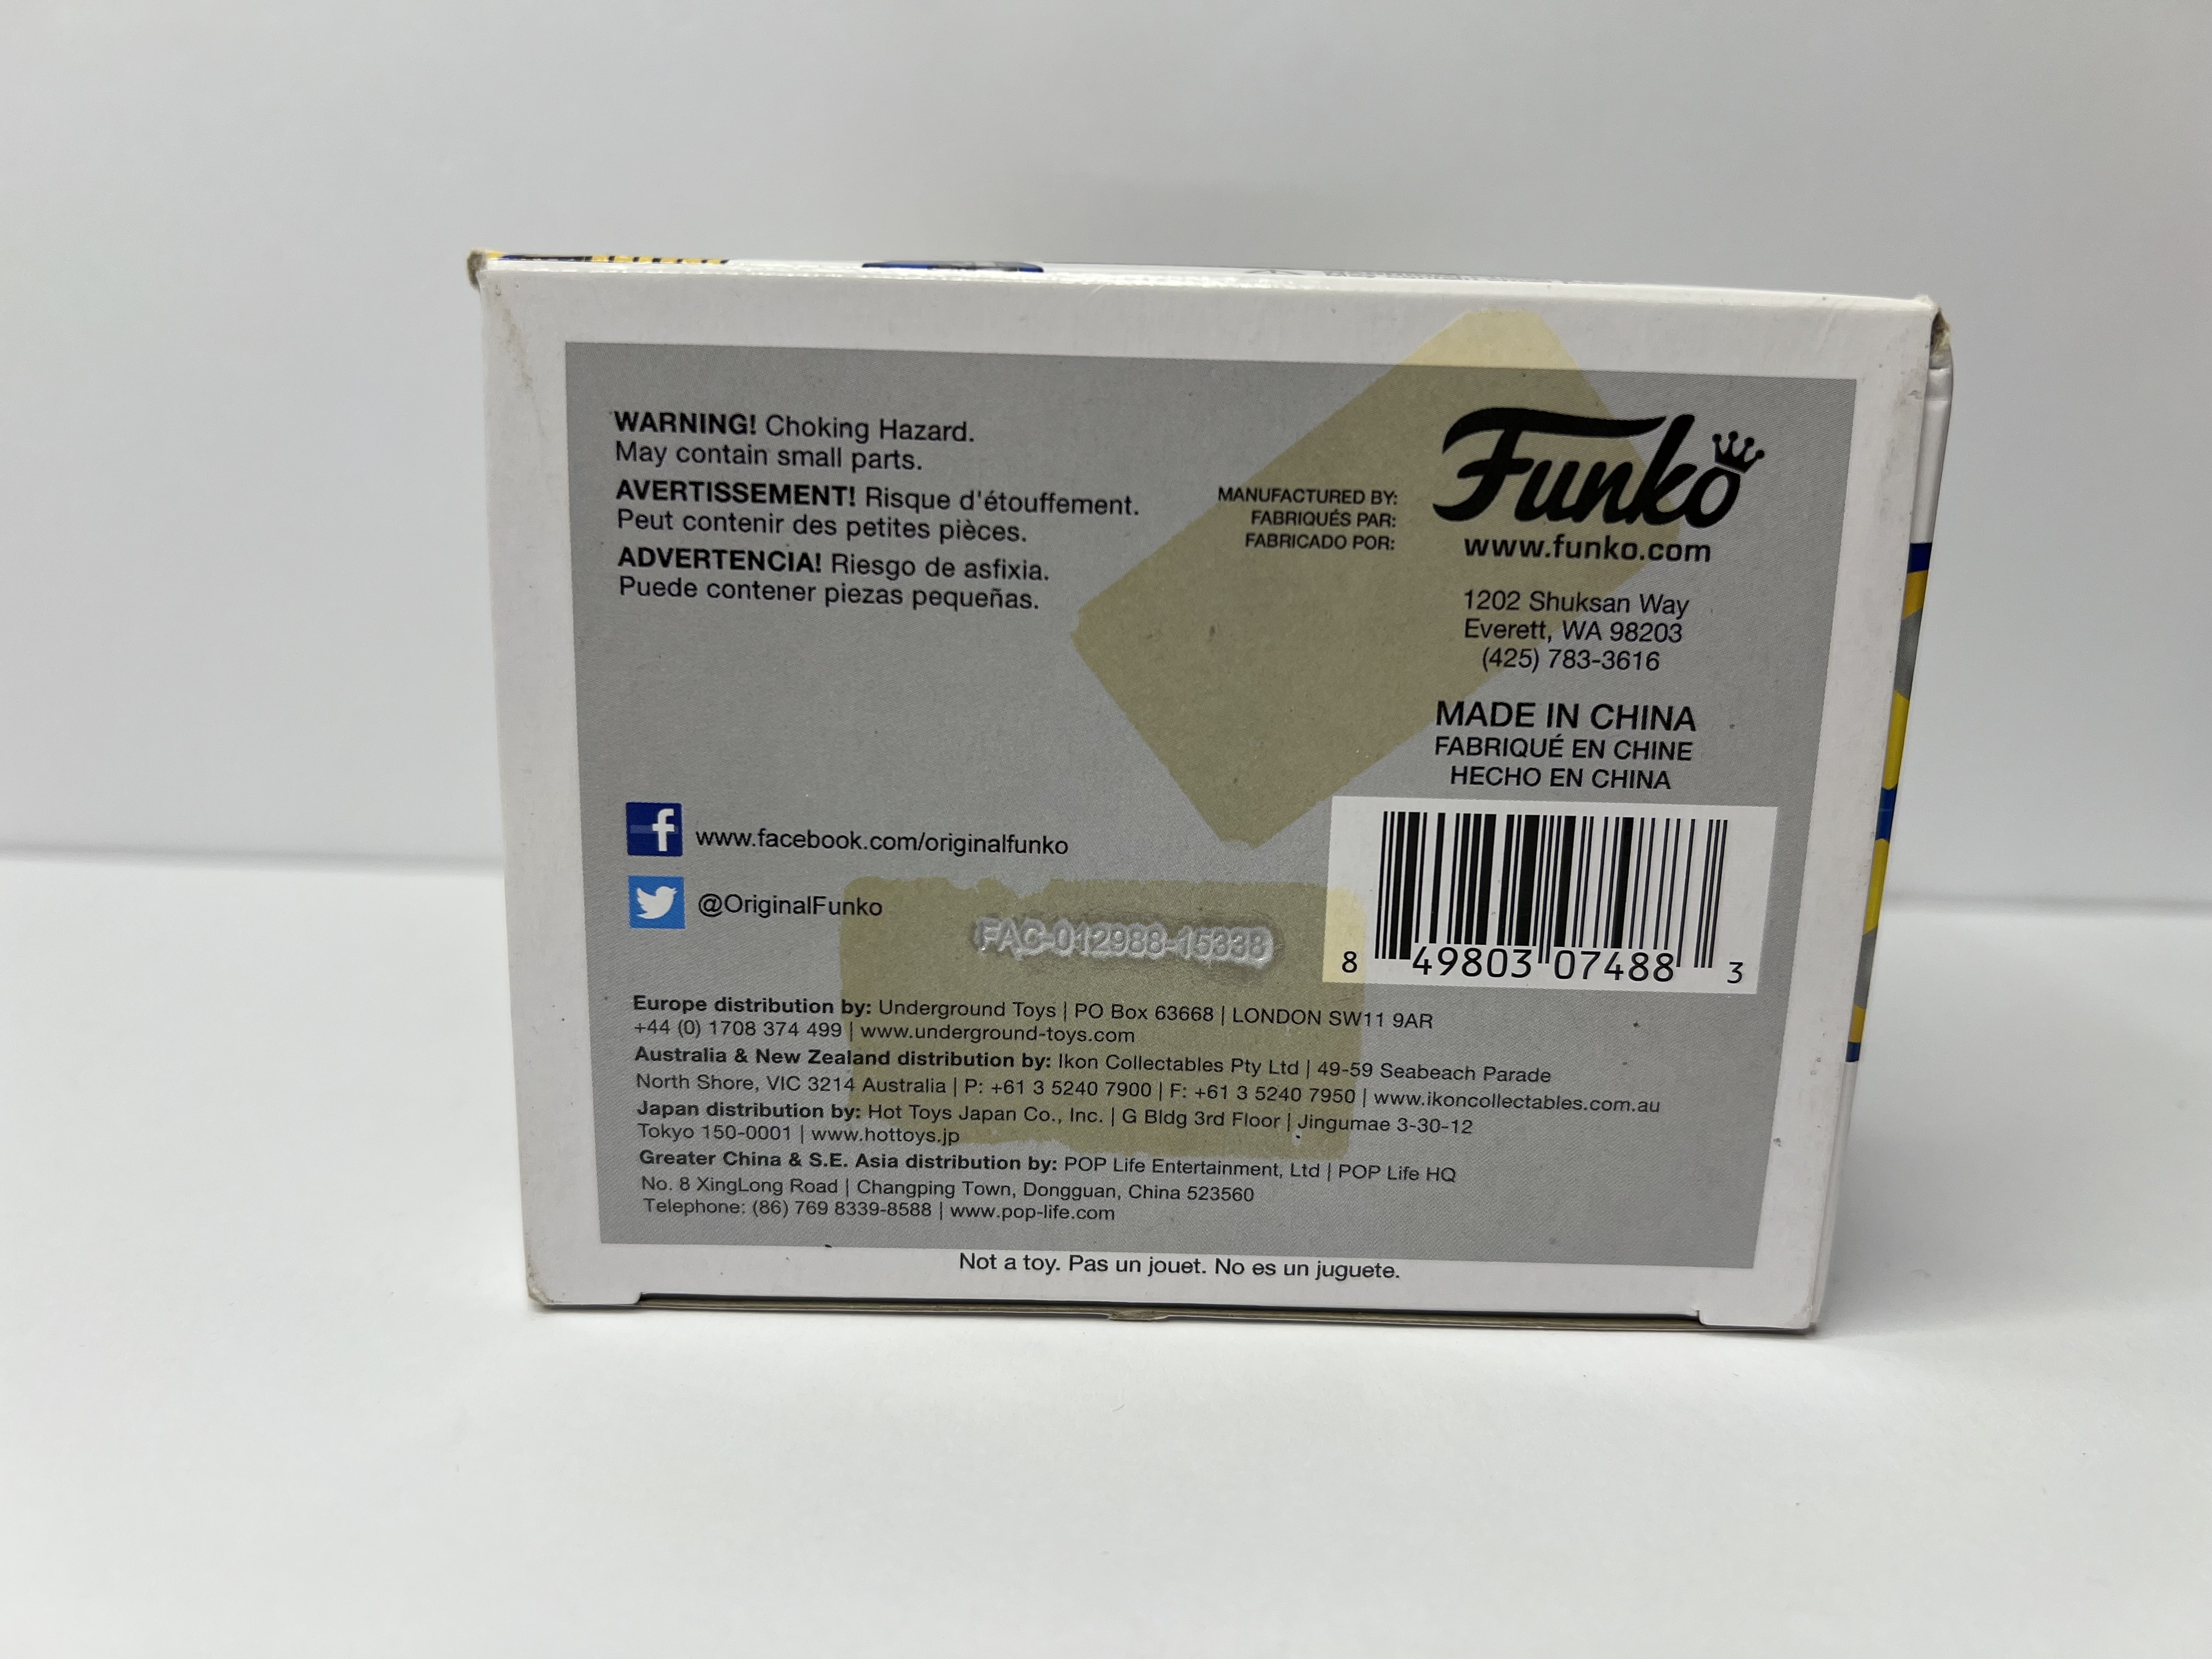 WARNING! Choking Hazard.
May contain small parts.
AVERTISSEMENT! Risque d'étouffement.
Peut contenir des petites pièces.
ADVERTENCIA! Riesgo de asfixia.
Puede contener piezas pequeñas.
MANUFACTURED BY:
FABRIQUÉS PAR:
FABRICADO POR:
Funko
www.funko.com
1202 Shuksan Way
Everett, WA 98203
(425) 783-3616
MADE IN CHINA
FABRIQUÉ EN CHINE
HECHO EN CHINA
f www.facebook.com/originalfunko
@OriginalFunko
FAC-012988-15338
8 49803 07488 3
Europe distribution by: Underground Toys | PO Box 63668 | LONDON SW11 9AR
+44 (0) 1708 374 499 | www.underground-toys.com
Australia & New Zealand distribution by: Ikon Collectables Pty Ltd | 49-59 Seabeach Parade
North Shore, VIC 3214 Australia | P: +61 3 5240 7900 | F: +61 3 5240 7950 | www.ikoncollectables.com.au
Japan distribution by: Hot Toys Japan Co., Inc. | G Bldg 3rd Floor | Jingumae 3-30-12
Tokyo 150-0001 | www.hottoys.jp
Greater China & S.E. Asia distribution by: POP Life Entertainment, Ltd | POP Life HQ
No. 8 XingLong Road | Changping Town, Dongguan, China 523560
Telephone: (86) 769 8339-8588 | www.pop-life.com
Not a toy. Pas un jouet. No es un juguete.